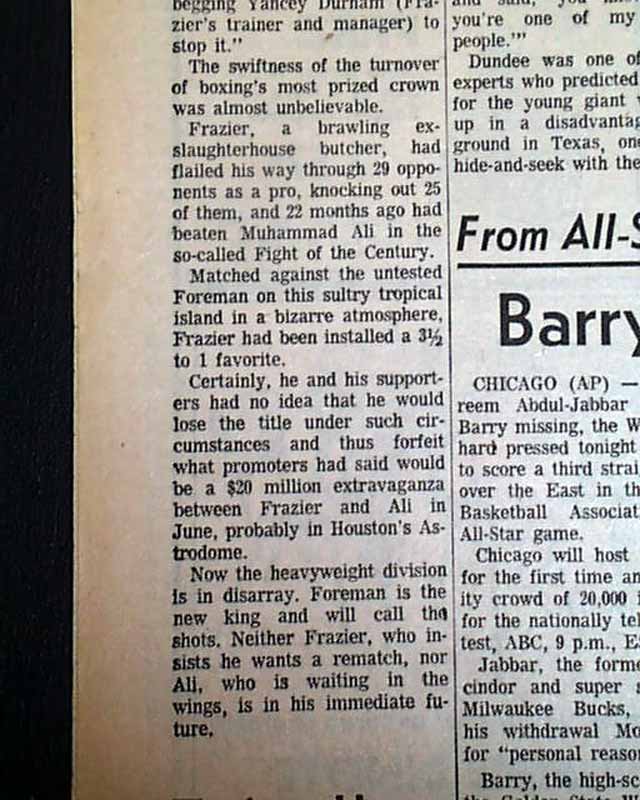 begging Yancey Durham (Fra-
zier's trainer and manager) to
stop it."
The swiftness of the turnover
of boxing's most prized crown
was almost unbelievable.
Frazier, a brawling ex-
slaughterhouse butcher, had
flailed his way through 29 oppo-
nents as a pro, knocking out 25
of them, and 22 months ago had
beaten Muhammad Ali in the
so-called Fight of the Century.
Matched against the untested
Foreman on this sultry tropical
island in a bizarre atmosphere,
Frazier had been installed a 3½
to 1 favorite.
Certainly, he and his support-
ers had no idea that he would
lose the title under such cir-
cumstances and thus forfeit
what promoters had said would
be a $20 million extravaganza
between Frazier and Ali in
June, probably in Houston's As-
trodome.
Now the heavyweight division
is in disarray. Foreman is the
new king and will call the
shots. Neither Frazier, who in-
sists he wants a rematch, nor
Ali, who is waiting in the
wings, is in his immediate fu-
ture.
and said, you know
you're one of my
people.'"
Dundee was one of
experts who predicted
for the young giant
up in a disadvantag
ground in Texas, one
hide-and-seek with the
From All-S
Barry
CHICAGO (AP) —
reem Abdul-Jabbar
Barry missing, the W
hard pressed tonight
to score a third strai
over the East in th
Basketball Associat
All-Star game.
Chicago will host
for the first time an
ity crowd of 20,000
for the nationally tel
test, ABC, 9 p.m., E
Jabbar, the forme
cindor and super
Milwaukee Bucks,
his withdrawal Mo
for "personal reaso
Barry, the high-sc